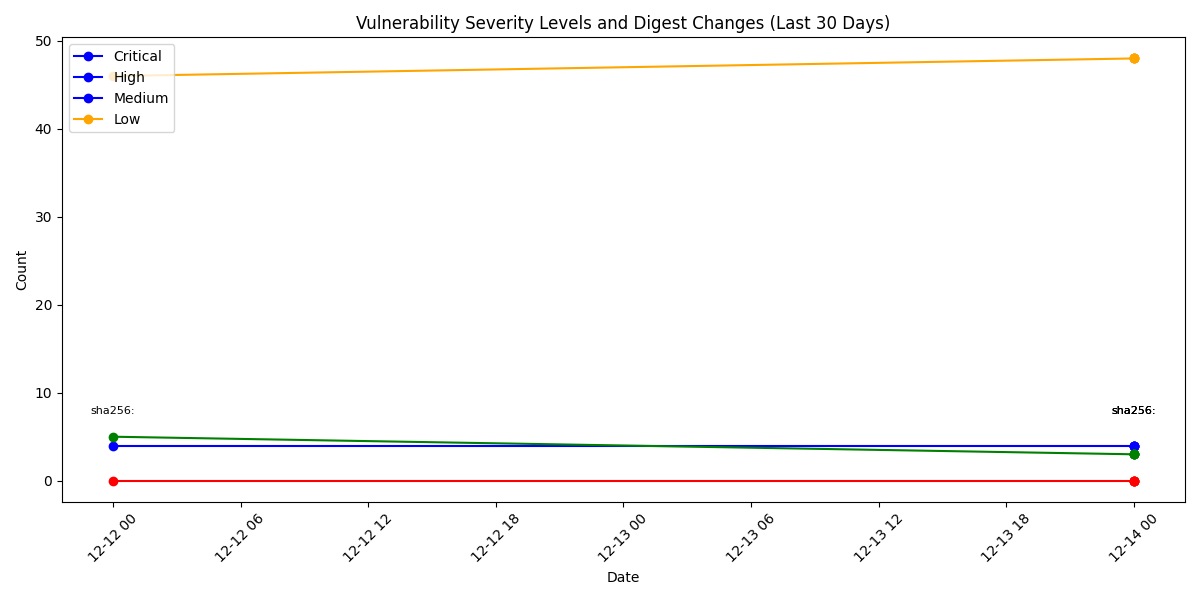 Vulnerability Severity Levels and Digest Changes (Last 30 Days)
50
40
30
20
10
0
Count
Critical
High
Medium
Low
sha256:
sha256:
12-12 00
12-12 06
12-12 12
12-12 18
12-13 00
12-13 06
12-13 12
12-13 18
12-14 00
Date